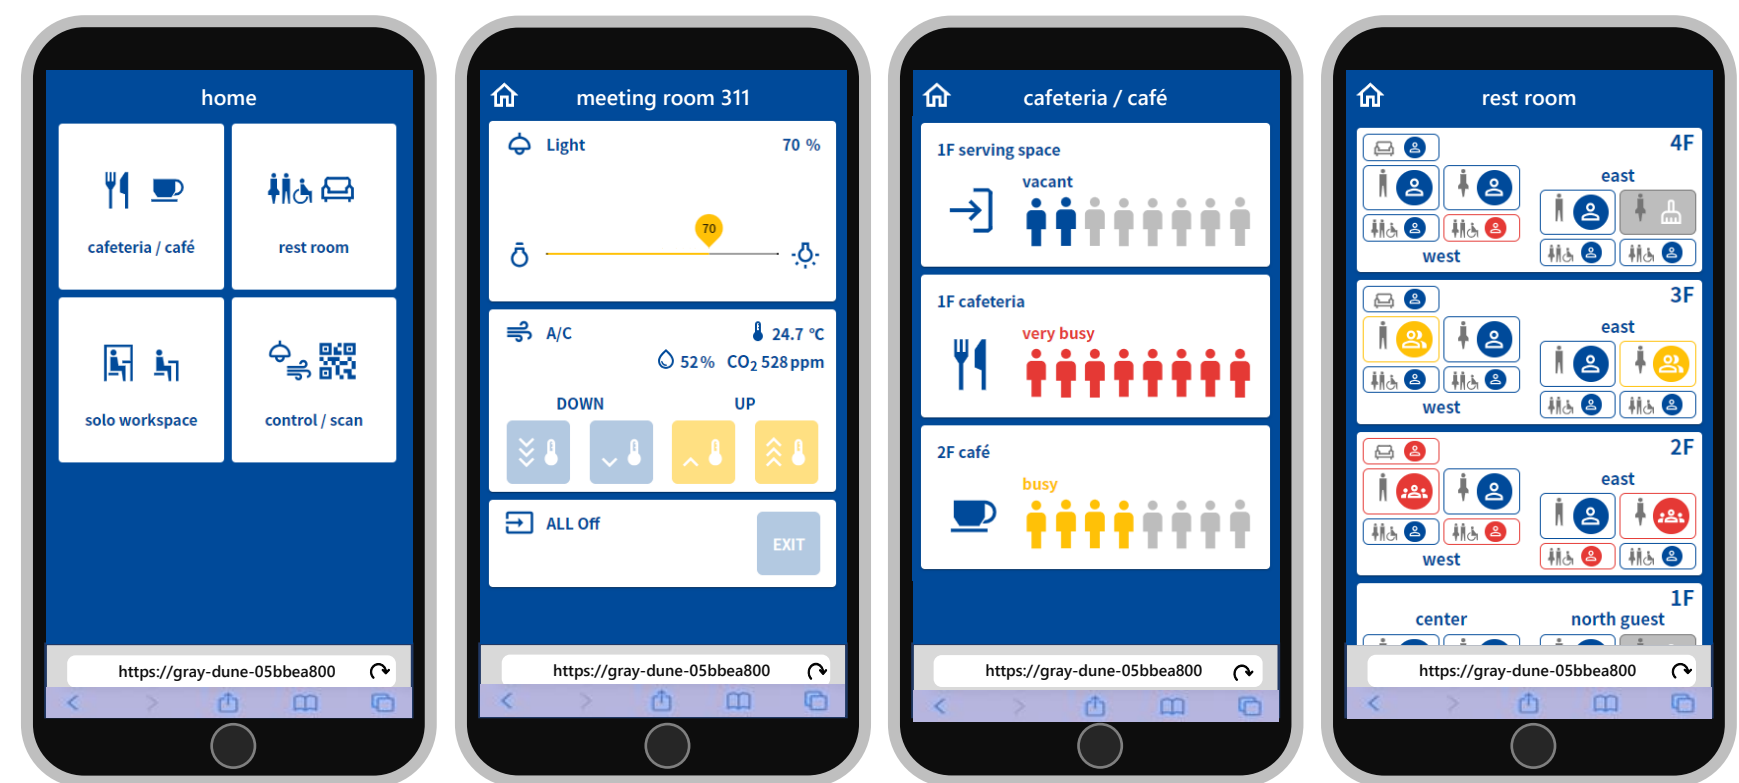 home
cafeteria / café
rest room
solo workspace
control / scan
https://gray-dune-05bbea800
meeting room 311
Light
70 %
70
A/C
24.7 ℃
52%
CO₂ 528 ppm
DOWN
UP
ALL Off
EXIT
https://gray-dune-05bbea800
cafeteria / café
1F serving space
vacant
1F cafeteria
very busy
2F café
busy
https://gray-dune-05bbea800
rest room
4F
east
west
3F
east
west
2F
east
west
1F
center
north guest
https://gray-dune-05bbea800